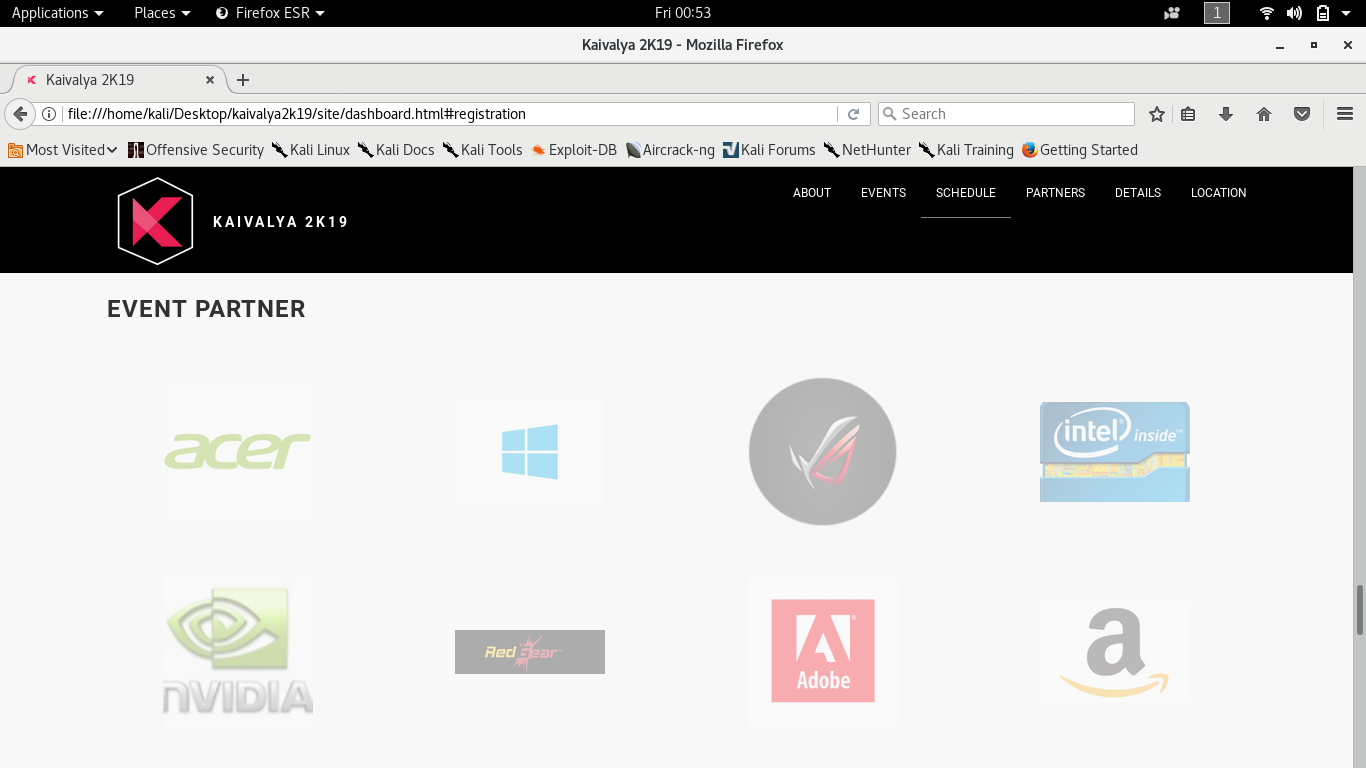 Applications Places Firefox ESR Fri 00:53 1
Kaivalya 2K19 - Mozilla Firefox
Kaivalya 2K19
file:///home/kali/Desktop/kaivalya2k19/site/dashboard.html#registration Search
Most Visited Offensive Security Kali Linux Kali Docs Kali Tools Exploit-DB Aircrack-ng Kali Forums NetHunter Kali Training Getting Started
ABOUT EVENTS SCHEDULE PARTNERS DETAILS LOCATION
KAIVALYA 2K19
EVENT PARTNER
acer
intel inside™
NVIDIA
RedGear
Adobe
a